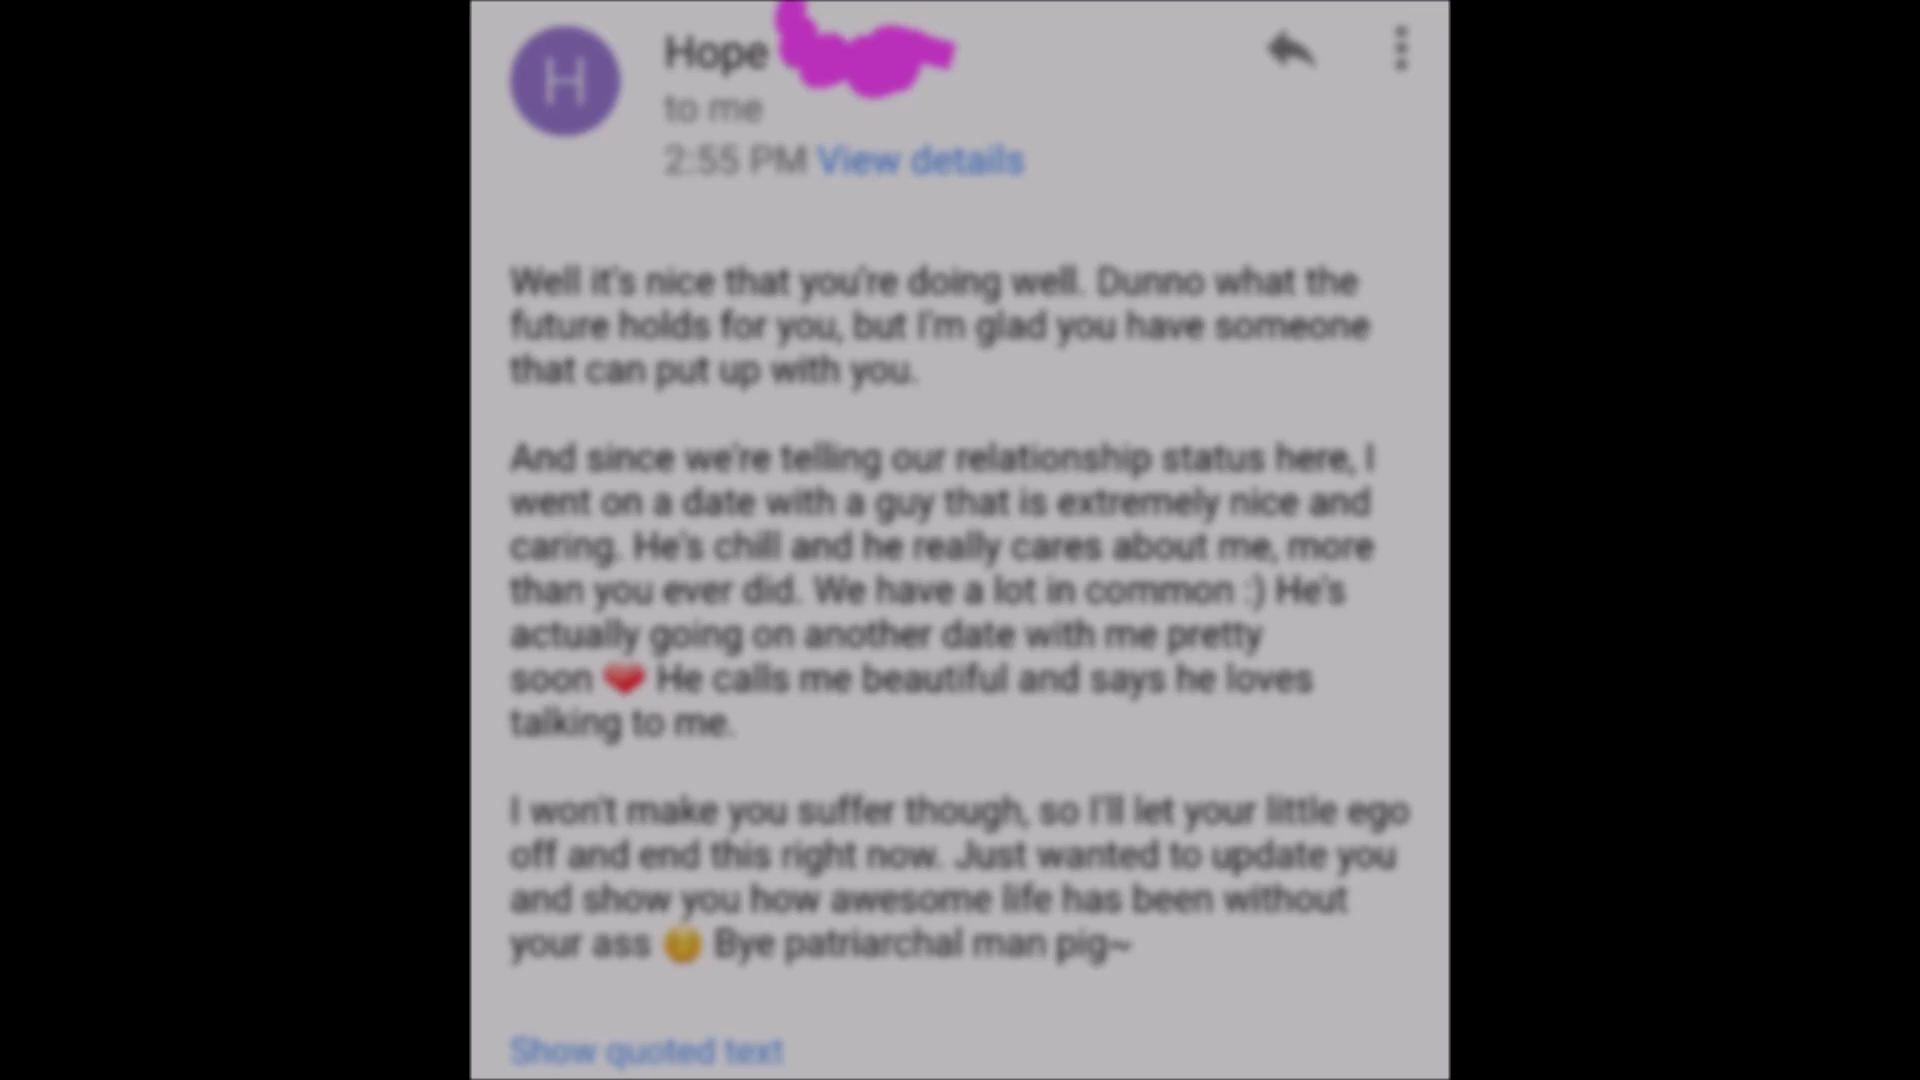 H
Hope
to me
2:55 PM View details
Well it's nice that you're doing well. Dunno what the
future holds for you, but I'm glad you have someone
that can put up with you.
And since we're telling our relationship status here, I
went on a date with a guy that is extremely nice and
caring. He's chill and he really cares about me, more
than you ever did. We have a lot in common :) He's
actually going on another date with me pretty
soon ❤ He calls me beautiful and says he loves
talking to me.
I won't make you suffer though, so I'll let your little ego
off and end this right now. Just wanted to update you
and show you how awesome life has been without
your ass Bye patriarchal man pig~
Show quoted text